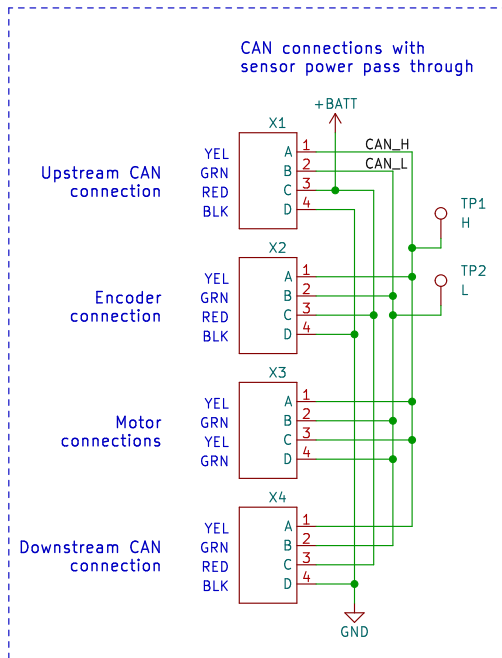 CAN connections with
sensor power pass through
+BATT
X1
Upstream CAN
connection
YEL
GRN
RED
BLK
A
B
C
D
1
2
3
4
CAN_H
CAN_L
TP1
H
X2
Encoder
connection
YEL
GRN
RED
BLK
A
B
C
D
1
2
3
4
TP2
L
X3
Motor
connections
YEL
GRN
YEL
GRN
A
B
C
D
1
2
3
4
X4
Downstream CAN
connection
YEL
GRN
RED
BLK
A
B
C
D
1
2
3
4
GND